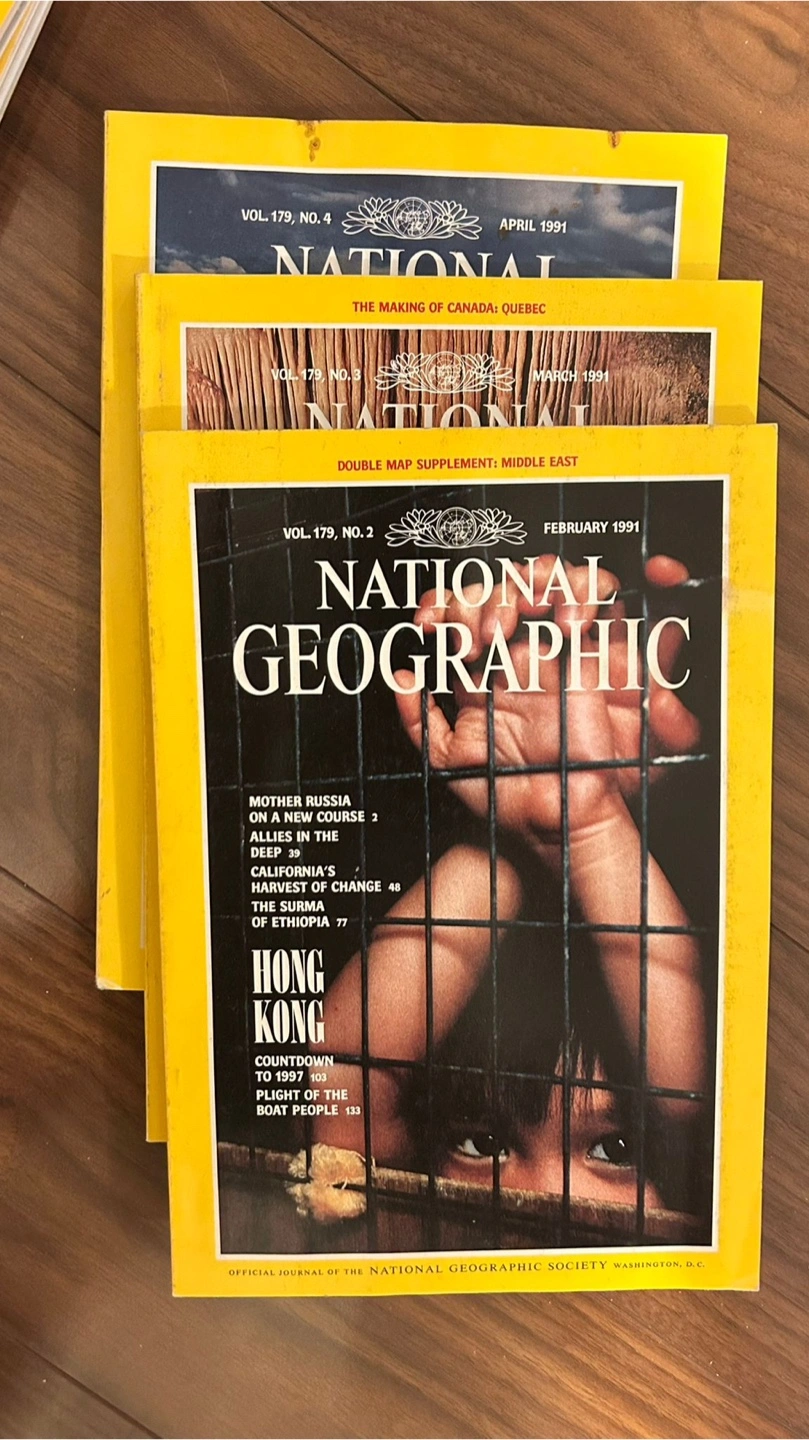 VOL. 179, NO. 4
APRIL 1991
NATIONAL
THE MAKING OF CANADA: QUEBEC
VOL. 179, NO. 3
MARCH 1991
NATIONAL
DOUBLE MAP SUPPLEMENT: MIDDLE EAST
VOL. 179, NO. 2
FEBRUARY 1991
NATIONAL
GEOGRAPHIC
MOTHER RUSSIA
ON A NEW COURSE 2
ALLIES IN THE
DEEP 39
CALIFORNIA'S
HARVEST OF CHANGE 48
THE SURMA
OF ETHIOPIA 77
HONG
KONG
COUNTDOWN
TO 1997 103
PLIGHT OF THE
BOAT PEOPLE 133
OFFICIAL JOURNAL OF THE NATIONAL GEOGRAPHIC SOCIETY WASHINGTON, D.C.